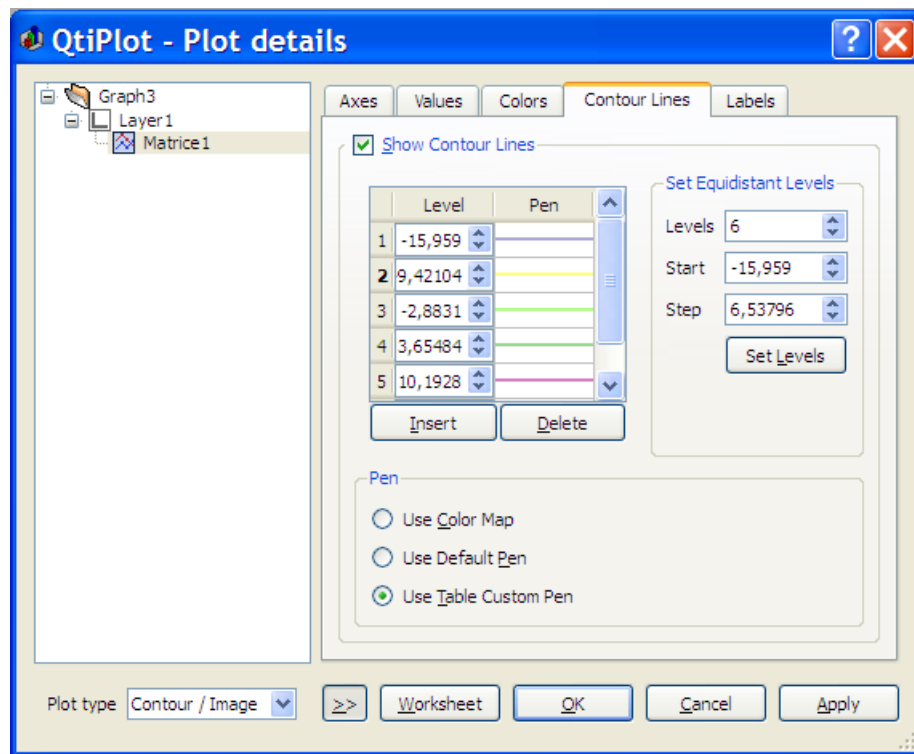 QtiPlot - Plot details
Graph3
Layer1
Matrice1
Axes
Values
Colors
Contour Lines
Labels
Show Contour Lines
Level Pen
1 -15,959
2 9,42104
3 -2,8831
4 3,65484
5 10,1928
Insert
Delete
Set Equidistant Levels
Levels 6
Start -15,959
Step 6,53796
Set Levels
Pen
Use Color Map
Use Default Pen
Use Table Custom Pen
Plot type Contour / Image
>>
Worksheet
OK
Cancel
Apply